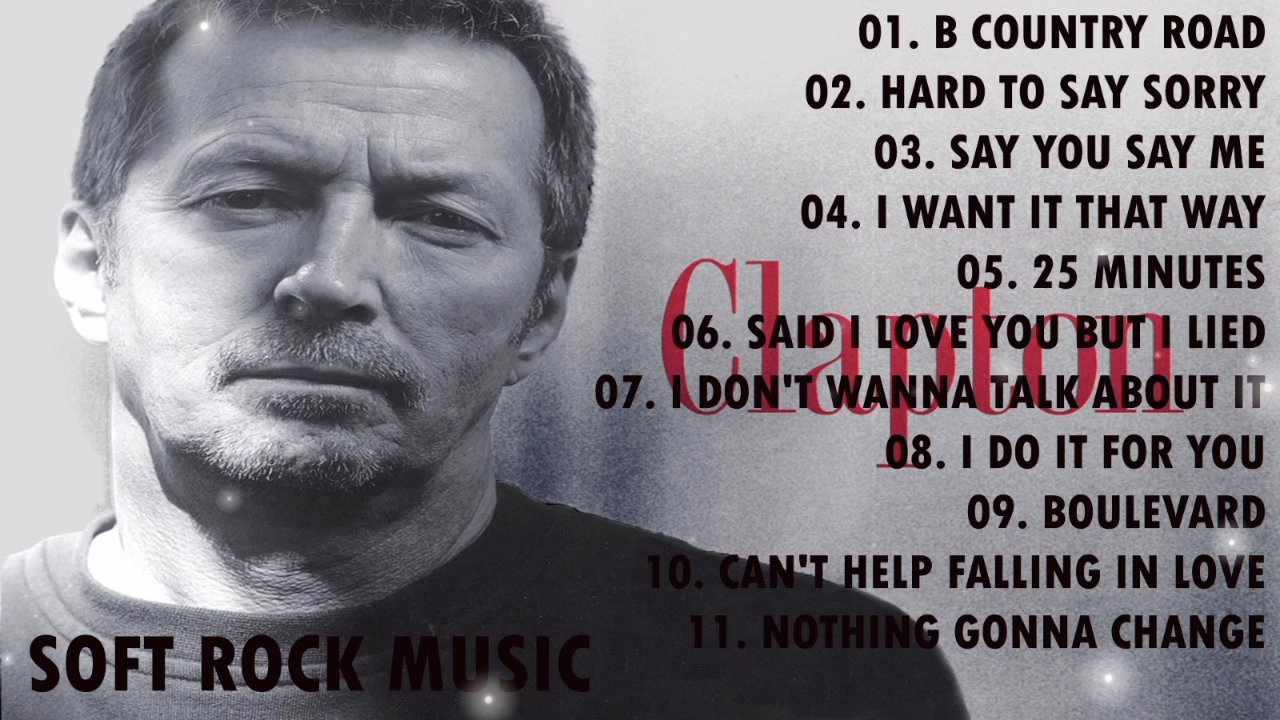 01. B COUNTRY ROAD
02. HARD TO SAY SORRY
03. SAY YOU SAY ME
04. I WANT IT THAT WAY
05. 25 MINUTES
Clapton
06. SAID I LOVE YOU BUT I LIED
07. I DON'T WANNA TALK ABOUT IT
08. I DO IT FOR YOU
09. BOULEVARD
10. CAN'T HELP FALLING IN LOVE
11. NOTHING GONNA CHANGE
SOFT ROCK MUSIC